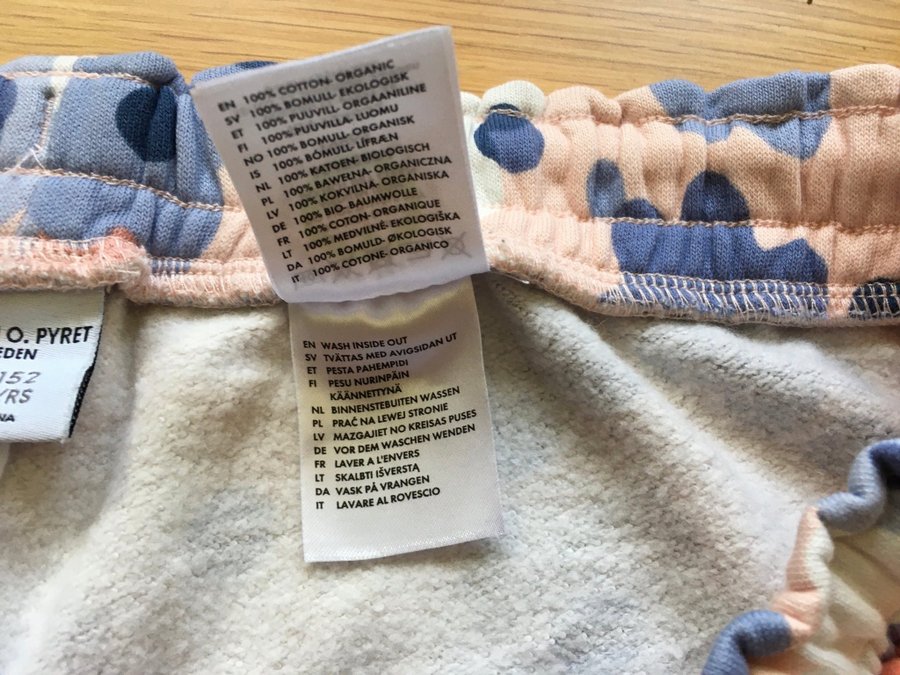 EN 100% COTTON- ORGANIC
SV 100% BOMULL- EKOLOGISK
ET 100% PUUVILL- ORGAANILINE
FI 100% PUUVILLA- LUOMU
NO 100% BOMULL- ORGANISK
IS 100% BÓMULL- LÍFRÆN
NL 100% KATOEN- BIOLOGISCH
PL 100% BAWEŁNA- ORGANICZNA
LV 100% KOKVILNA- ORGANISKA
DE 100% BIO- BAUMWOLLE
FR 100% COTON- ORGANIQUE
LT 100% MEDVILNĖ- EKOLOGIŠKA
DA 100% BOMULD- ØKOLOGISK
IT 100% COTONE- ORGANICO
EN WASH INSIDE OUT
SV TVÄTTAS MED AVIGSIDAN UT
ET PESTA PAHEMPIDI
FI PESU NURINPÄIN
KÄÄNNETTYNÄ
NL BINNENSTEBUITEN WASSEN
PL PRAĆ NA LEWEJ STRONIE
LV MAZGAJIET NO KREISAS PUSES
DE VOR DEM WASCHEN WENDEN
FR LAVER A L'ENVERS
LT SKALBTI IŠVERSTĄ
DA VASK PÅ VRANGEN
IT LAVARE AL ROVESCIO
O. PYRET
EDEN
152
YRS
NA